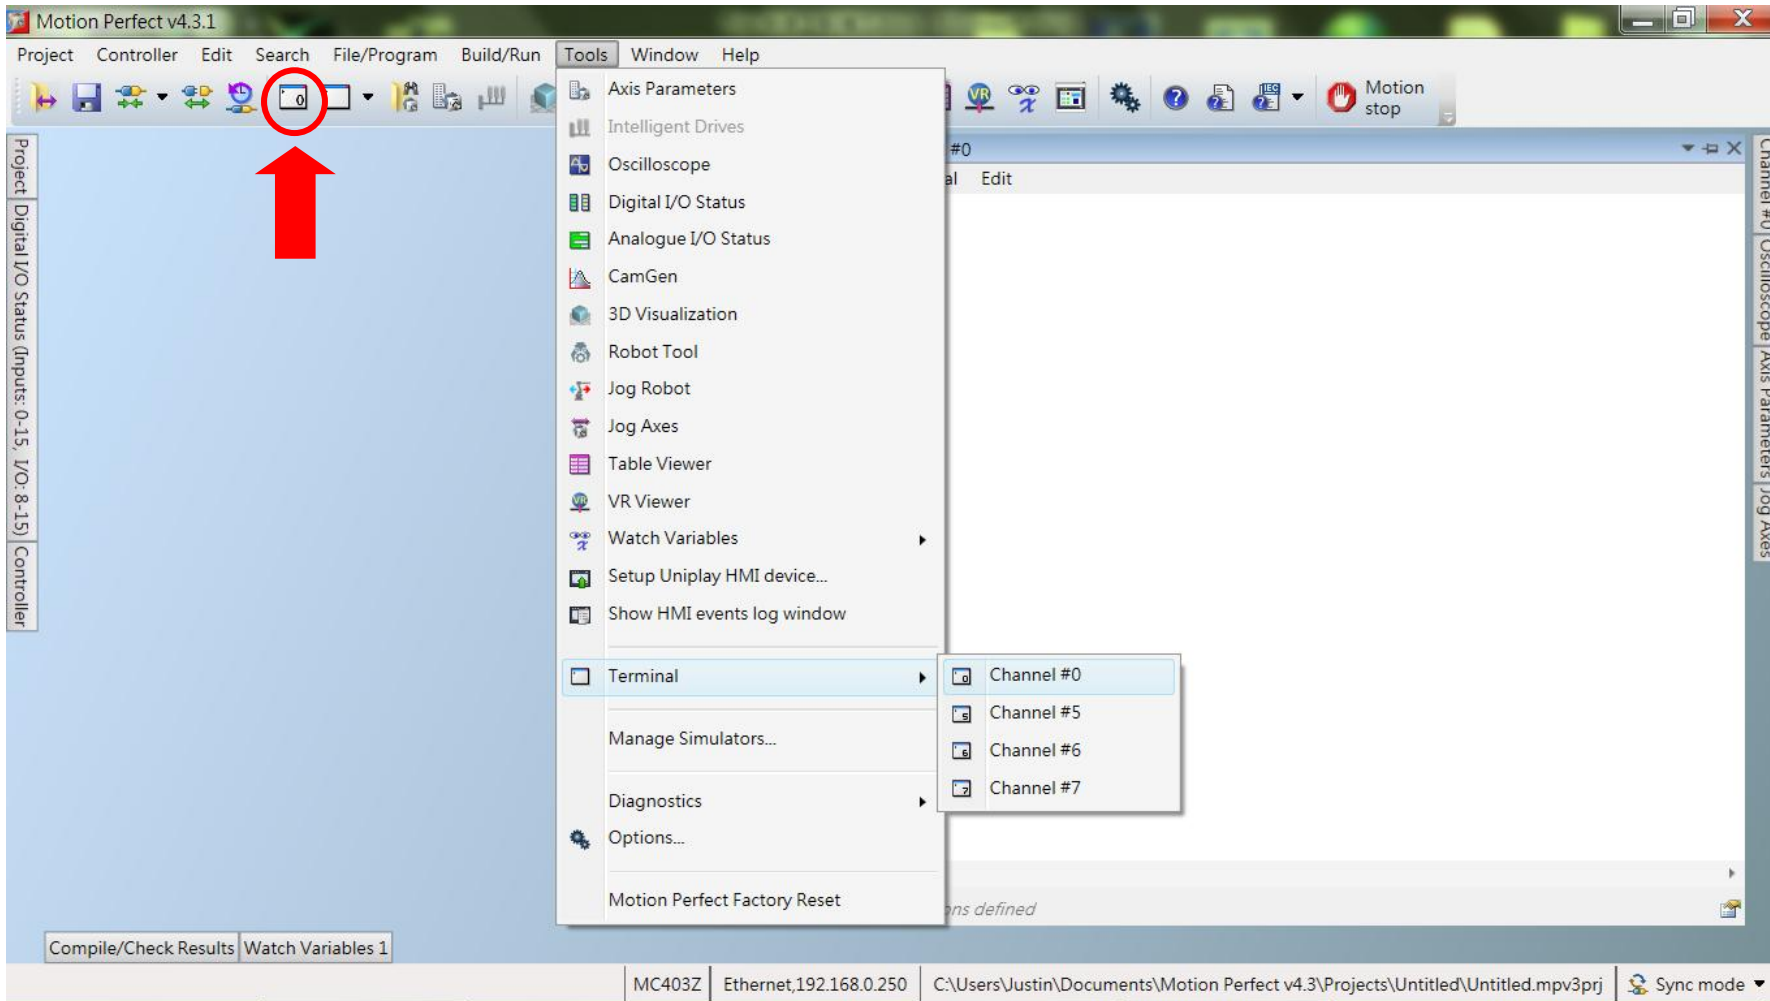 Motion Perfect v4.3.1
Project Controller Edit Search File/Program Build/Run Tools Window Help
Motion
stop
Axis Parameters
Intelligent Drives
Oscilloscope
Digital I/O Status
Analogue I/O Status
CamGen
3D Visualization
Robot Tool
Jog Robot
Jog Axes
Table Viewer
VR Viewer
Watch Variables
Setup Uniplay HMI device...
Show HMI events log window
Terminal
Manage Simulators...
Diagnostics
Options...
Motion Perfect Factory Reset
Channel #0
Channel #5
Channel #6
Channel #7
#0
al Edit
ons defined
Project
Digital I/O Status (Inputs: 0-15, I/O: 8-15)
Controller
Channel #0
Oscilloscope
Axis Parameters
Jog Axes
Compile/Check Results Watch Variables 1
MC403Z Ethernet,192.168.0.250 C:\Users\Justin\Documents\Motion Perfect v4.3\Projects\Untitled\Untitled.mpv3prj Sync mode